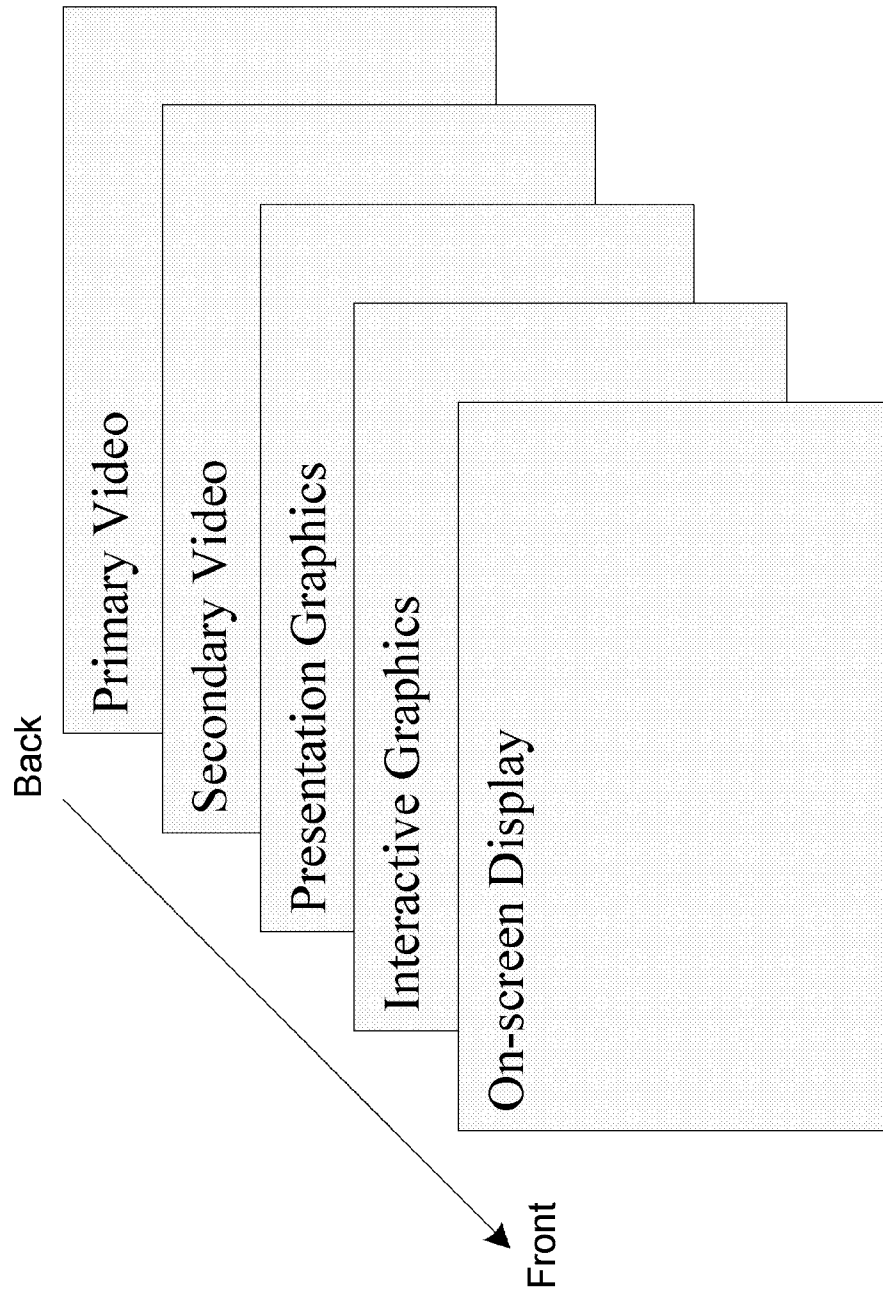 Back
Primary Video
Secondary Video
Presentation Graphics
Interactive Graphics
On-screen Display
Front